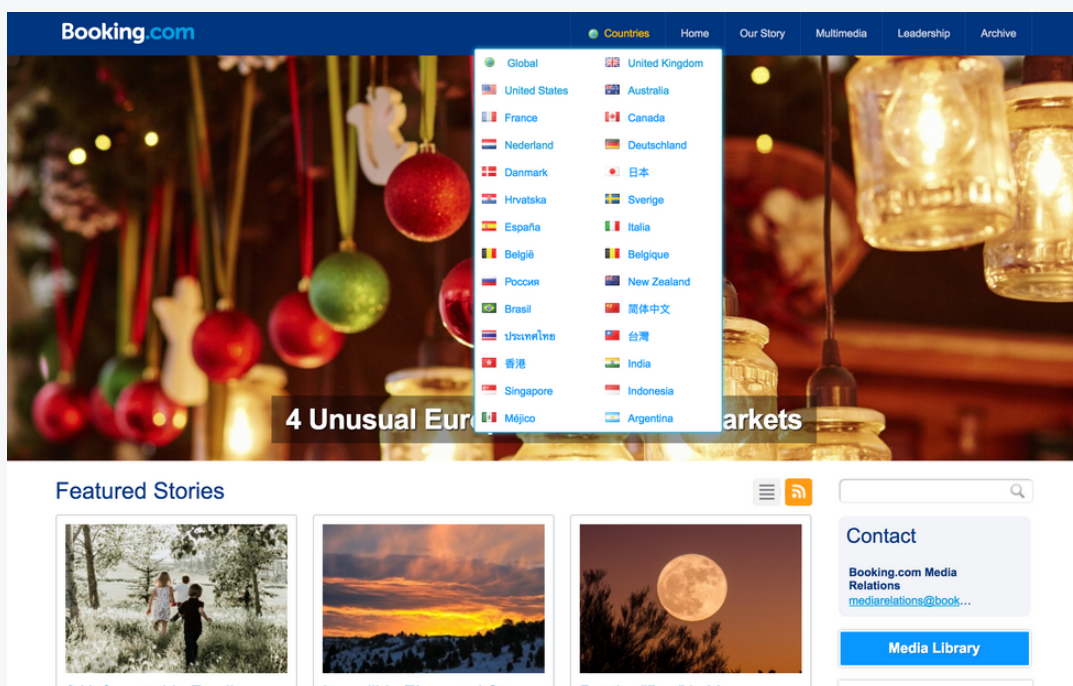 Booking.com
Countries Home Our Story Multimedia Leadership Archive
Global United Kingdom
United States Australia
France Canada
Nederland Deutschland
Danmark 日本
Hrvatska Sverige
España Italia
België Belgique
Россия New Zealand
Brasil 简体中文
ประเทศไทย 台灣
香港 India
Singapore Indonesia
Méjico Argentina
4 Unusual Eur arkets
Featured Stories
Contact
Booking.com Media
Relations
mediarelations@book...
Media Library